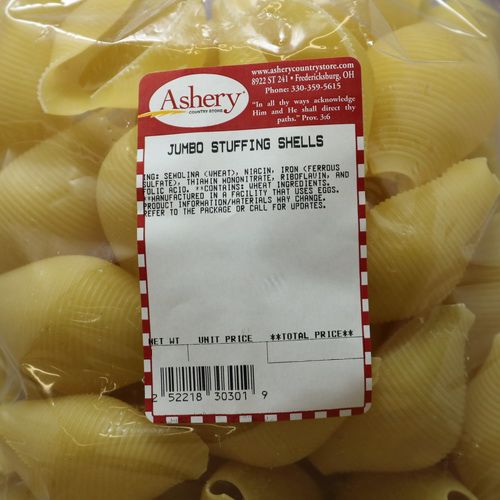 www.asherycountrystore.com
8922 ST 241 • Fredericksburg, OH
Phone: 330-359-5615
"In all thy ways acknowledge
Him and He shall direct thy
paths." Prov. 3:6
Ashery
COUNTRY STORE
JUMBO STUFFING SHELLS
ING: SEMOLINA (WHEAT), NIACIN, IRON (FERROUS
SULFATE), THIAMIN MONONITRATE, RIBOFLAVIN, AND
FOLIC ACID. **CONTAINS: WHEAT INGREDIENTS.
**MANUFACTURED IN A FACILITY THAT USES EGGS.
PRODUCT INFORMATION/MATERIALS MAY CHANGE.
REFER TO THE PACKAGE OR CALL FOR UPDATES.
NET WT UNIT PRICE **TOTAL PRICE**
2 52218 30301 9